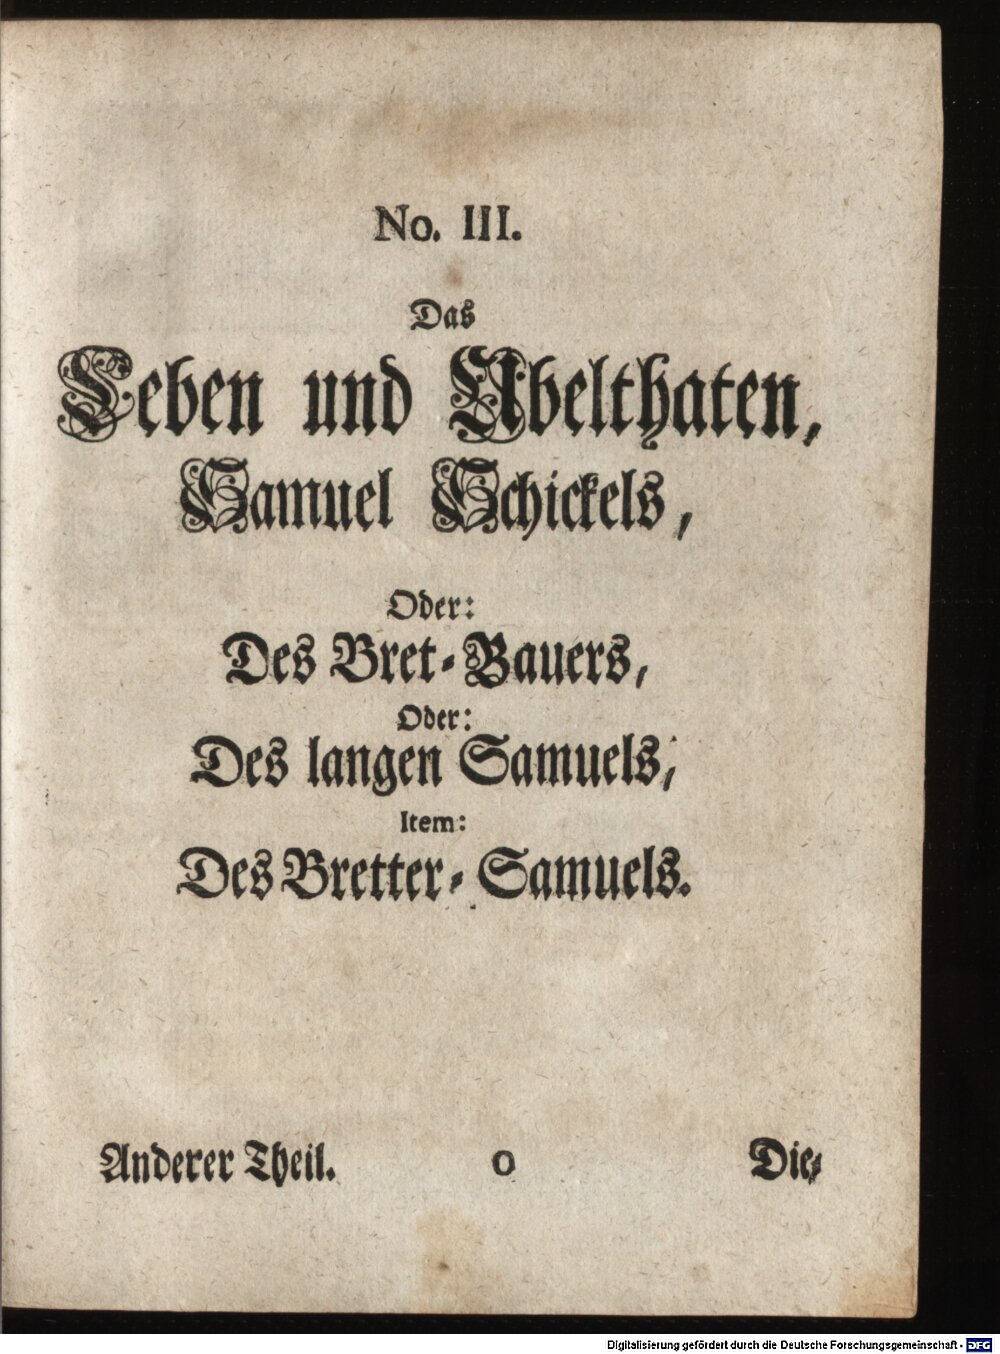 No. III.
Das
Leben und Ubelthaten,
Samuel Schickels,
Oder:
Des Bret-Bauers,
Oder:
Des langen Samuels,
Item:
Des Bretter-Samuels.
Anderer Theil. O Die-
Digitalisierung gefördert durch die Deutsche Forschungsgemeinschaft - DFG